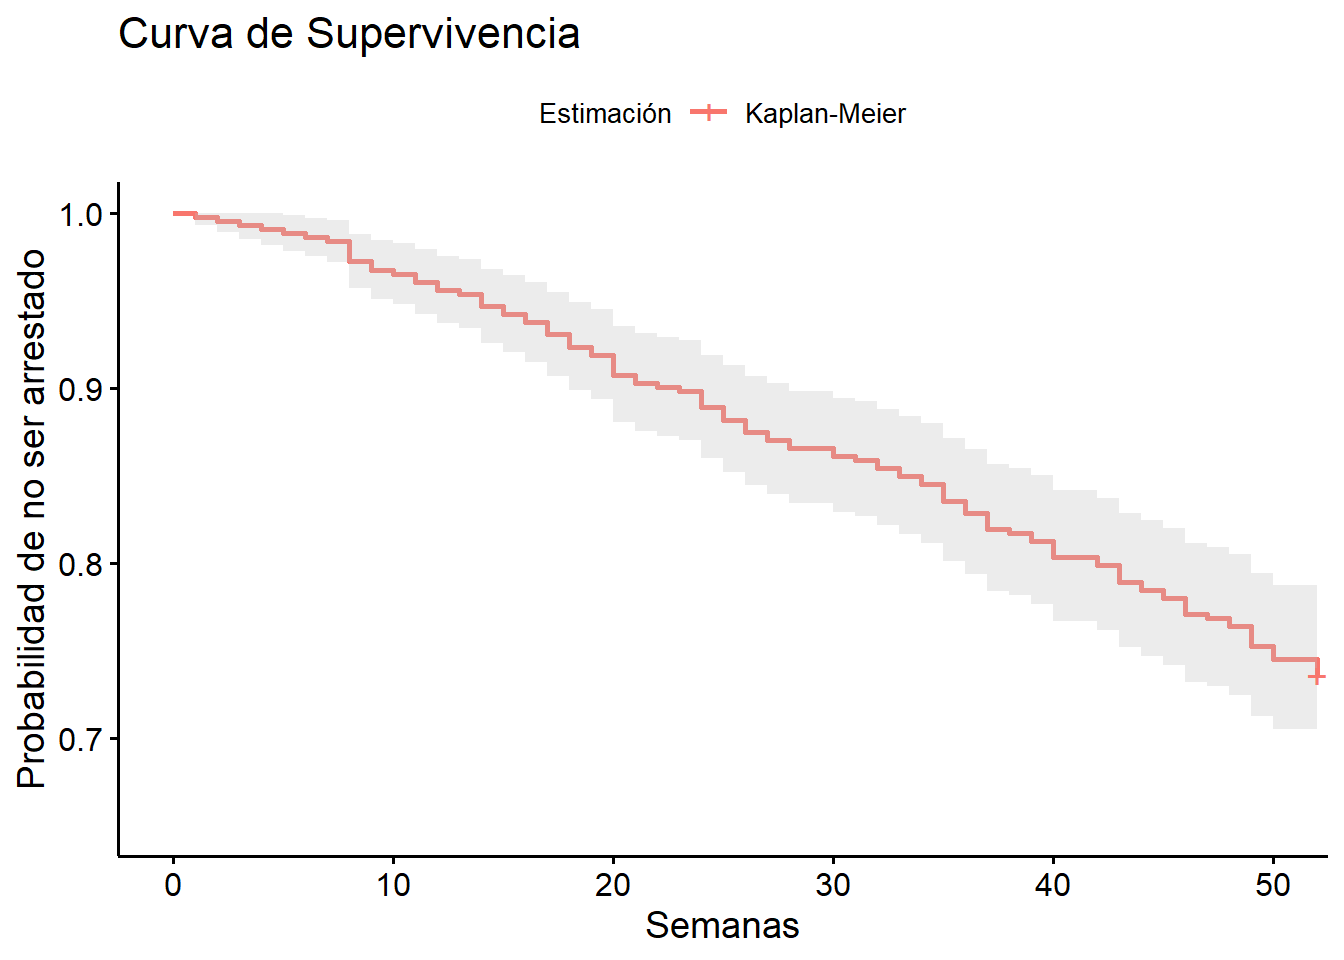 Curva de Supervivencia
Estimación Kaplan-Meier
Probabilidad de no ser arrestado
1.0
0.9
0.8
0.7
0 10 20 30 40 50
Semanas